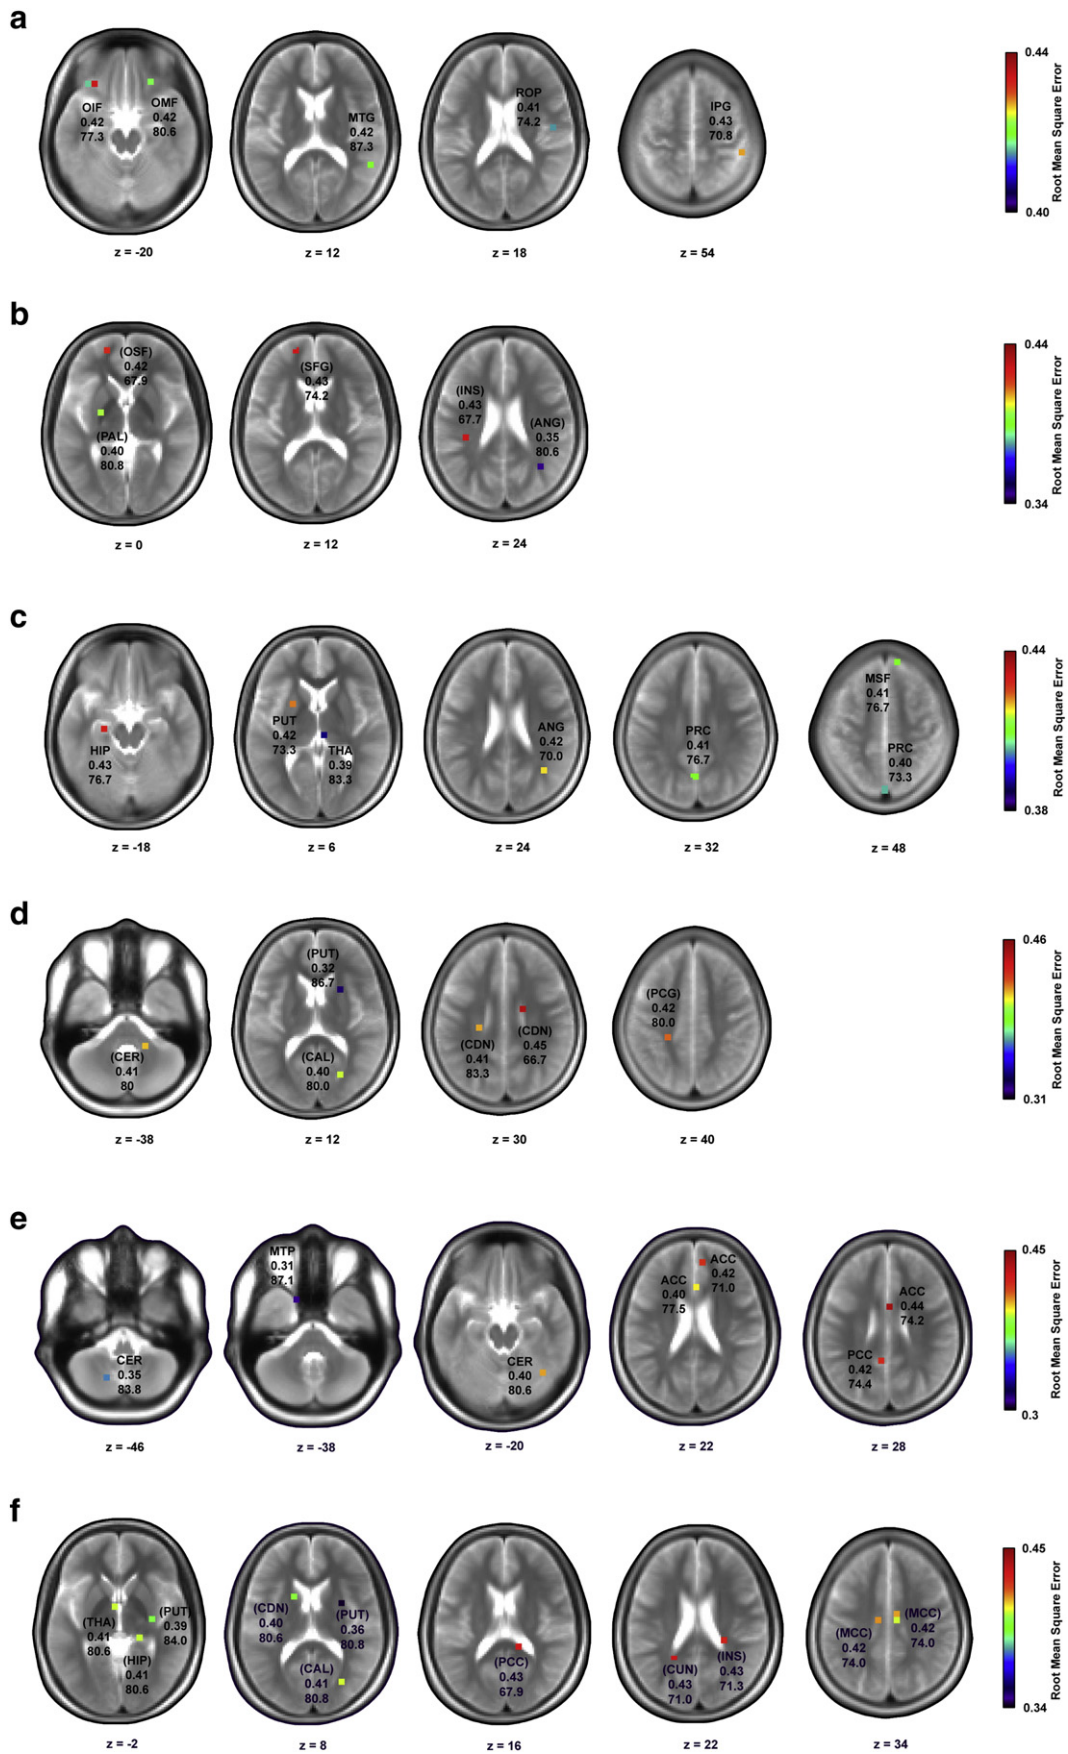 a
OIF
0.42
77.3
OMF
0.42
80.6
z = -20
MTG
0.42
87.3
z = 12
ROP
0.41
74.2
z = 18
IPG
0.43
70.8
z = 54
0.44
Root Mean Square Error
0.40
b
(OSF)
0.42
67.9
(PAL)
0.40
80.8
z = 0
(SFG)
0.43
74.2
z = 12
(INS)
0.43
67.7
(ANG)
0.35
80.6
z = 24
0.44
Root Mean Square Error
0.34
c
HIP
0.43
76.7
z = -18
PUT
0.42
73.3
THA
0.39
83.3
z = 6
ANG
0.42
70.0
z = 24
PRC
0.41
76.7
z = 32
MSF
0.41
76.7
PRC
0.40
73.3
z = 48
0.44
Root Mean Square Error
0.38
d
(CER)
0.41
80
z = -38
(PUT)
0.32
86.7
(CAL)
0.40
80.0
z = 12
(CDN)
0.41
83.3
(CDN)
0.45
66.7
z = 30
(PCG)
0.42
80.0
z = 40
0.46
Root Mean Square Error
0.31
e
CER
0.35
83.8
z = -46
MTP
0.31
87.1
z = -38
CER
0.40
80.6
z = -20
ACC
0.40
77.5
ACC
0.42
71.0
z = 22
ACC
0.44
74.2
PCC
0.42
74.4
z = 28
0.45
Root Mean Square Error
0.3
f
(THA)
0.41
80.6
(PUT)
0.39
84.0
(HIP)
0.41
80.6
z = -2
(CDN)
0.40
80.6
(PUT)
0.36
80.8
(CAL)
0.41
80.8
z = 8
(PCC)
0.43
67.9
z = 16
(CUN)
0.43
71.0
(INS)
0.43
71.3
z = 22
(MCC)
0.42
74.0
(MCC)
0.42
74.0
z = 34
0.45
Root Mean Square Error
0.34